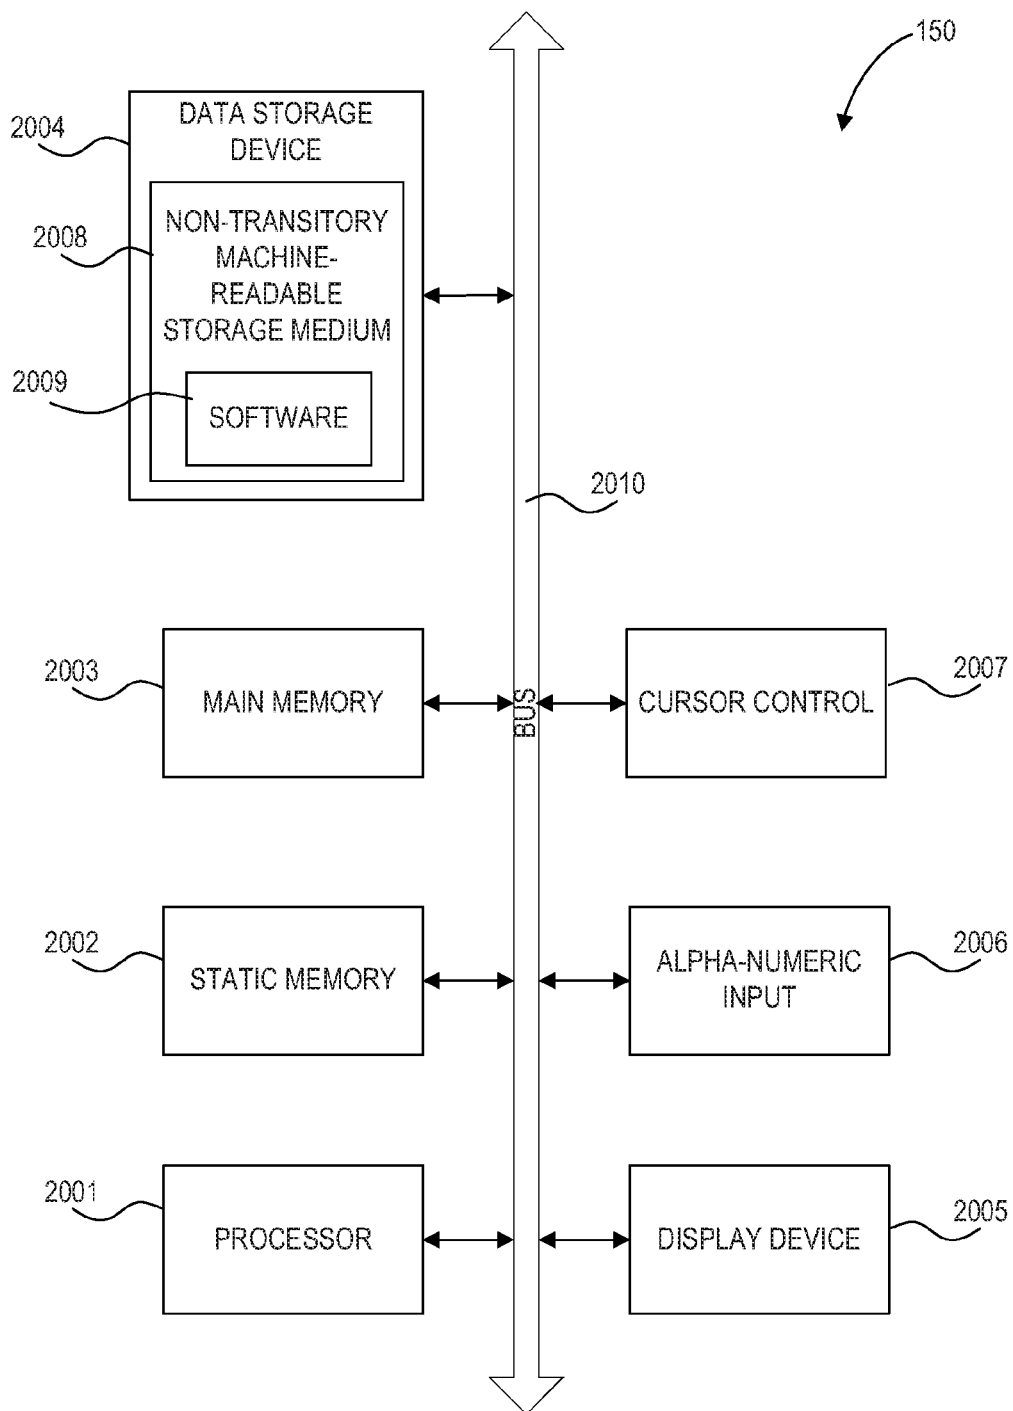 150
2004
DATA STORAGE
DEVICE
2008
NON-TRANSITORY
MACHINE-
READABLE
STORAGE MEDIUM
2009
SOFTWARE
2010
2003
MAIN MEMORY
BUS
CURSOR CONTROL
2007
2002
STATIC MEMORY
ALPHA-NUMERIC
INPUT
2006
2001
PROCESSOR
DISPLAY DEVICE
2005